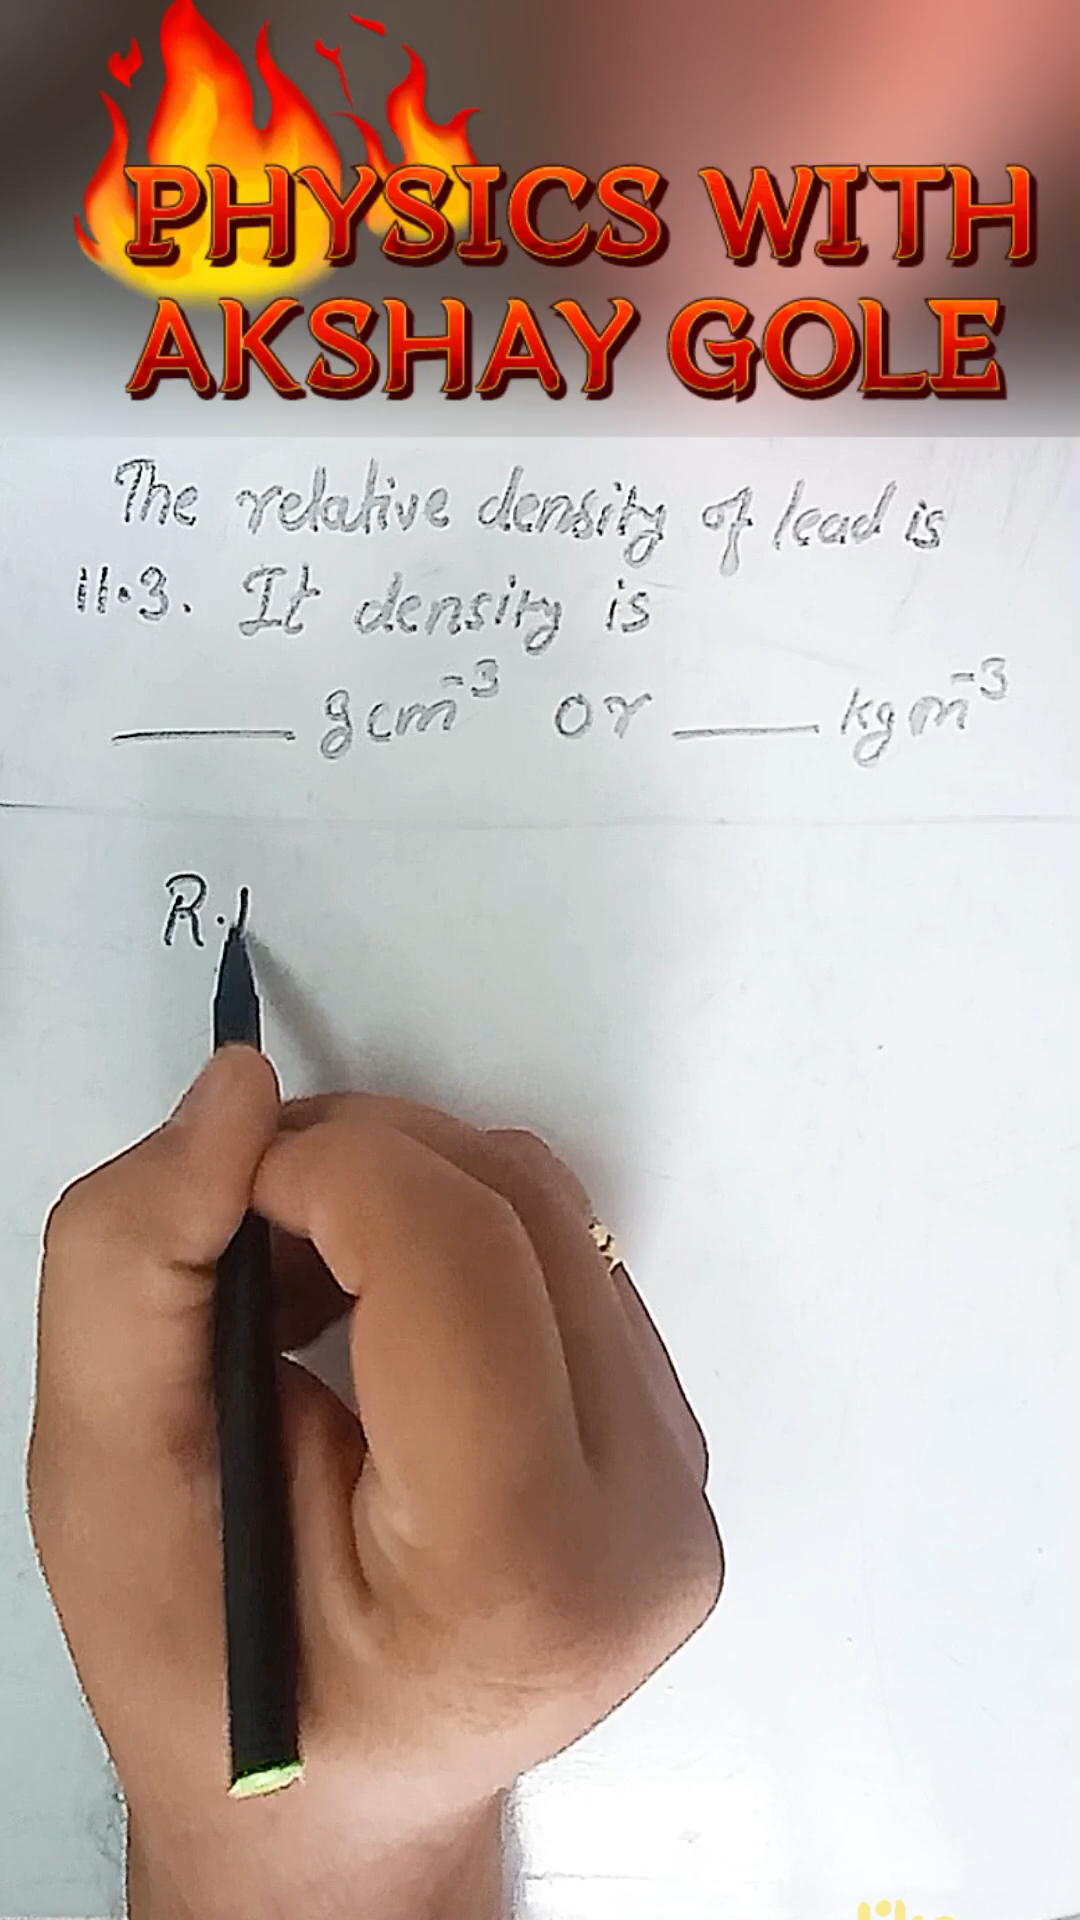 PHYSICS WITH
AKSHAY GOLE
The relative density of lead is
11.3. It density is
_____ gcm⁻³ or ____ kgm⁻³
R.